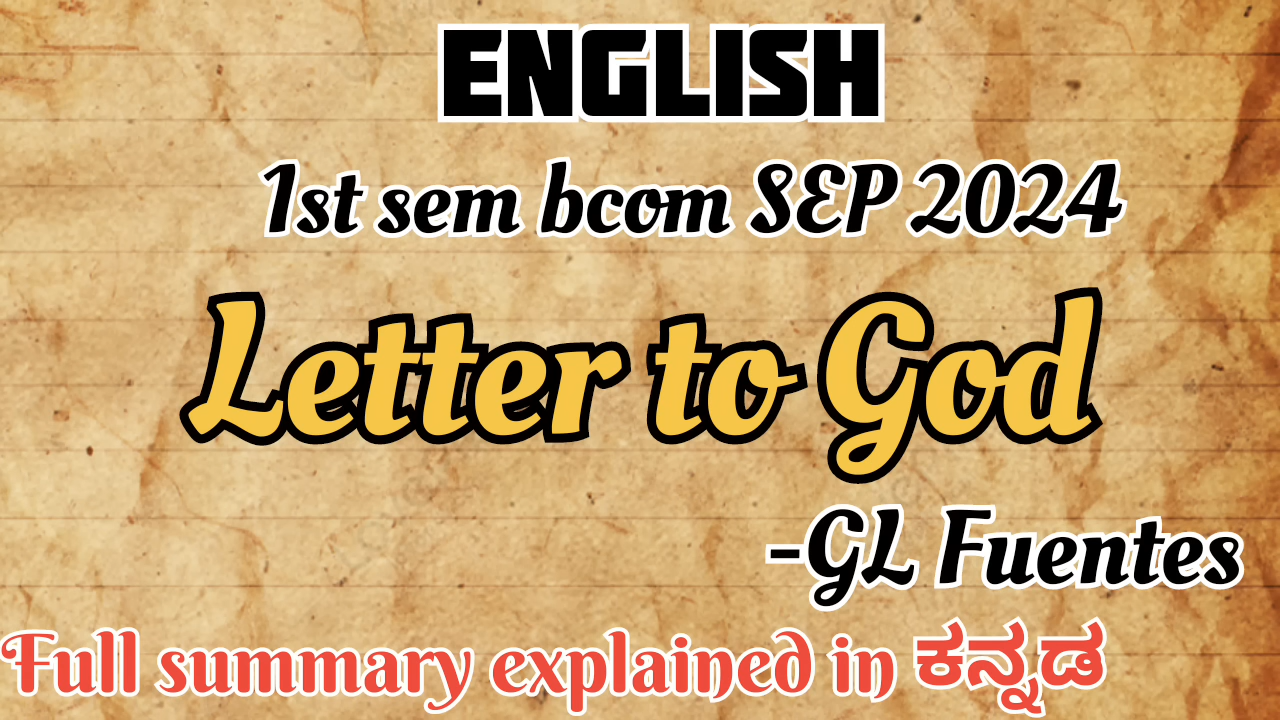 ENGLISH
1st sem bcom SEP 2024
Letter to God
-GL Fuentes
Full summary explained in ಕನ್ನಡ